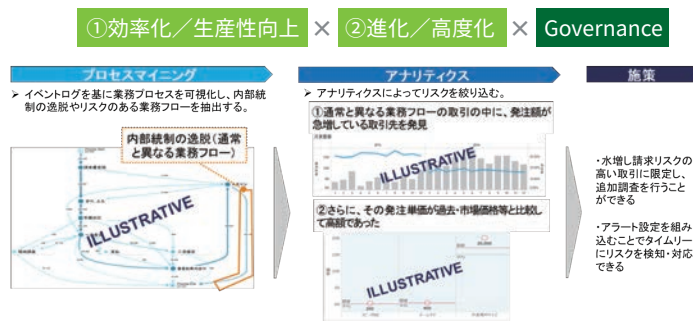 ①効率化／生産性向上 × ②進化／高度化 × Governance
プロセスマイニング
アナリティクス
施策
➢ イベントログを基に業務プロセスを可視化し、内部統
制の逸脱やリスクのある業務フローを抽出する。
内部統制の逸脱（通常
と異なる業務フロー）
ILLUSTRATIVE
➢ アナリティクスによってリスクを絞り込む。
①通常と異なる業務フローの取引の中に、発注額が
急増している取引先を発見
ILLUSTRATIVE
②さらに、その発注単価が過去・市場価格等と比較し
て高額であった
ILLUSTRATIVE
・水増し請求リスクの
高い取引に限定し、
追加調査を行うこと
ができる
・アラート設定を組み
込むことでタイムリー
にリスクを検知・対応
できる